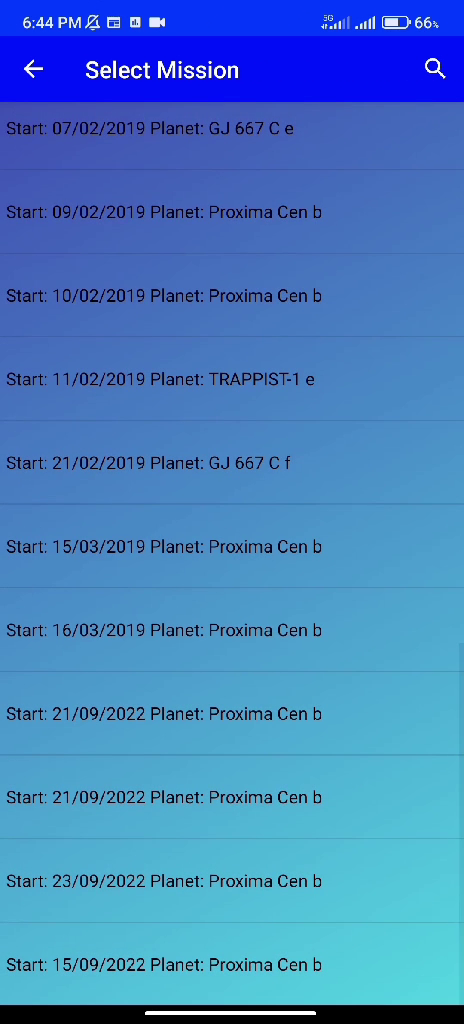 6:44 PM 5G 66%
Select Mission
Start: 07/02/2019 Planet: GJ 667 C e
Start: 09/02/2019 Planet: Proxima Cen b
Start: 10/02/2019 Planet: Proxima Cen b
Start: 11/02/2019 Planet: TRAPPIST-1 e
Start: 21/02/2019 Planet: GJ 667 C f
Start: 15/03/2019 Planet: Proxima Cen b
Start: 16/03/2019 Planet: Proxima Cen b
Start: 21/09/2022 Planet: Proxima Cen b
Start: 21/09/2022 Planet: Proxima Cen b
Start: 23/09/2022 Planet: Proxima Cen b
Start: 15/09/2022 Planet: Proxima Cen b